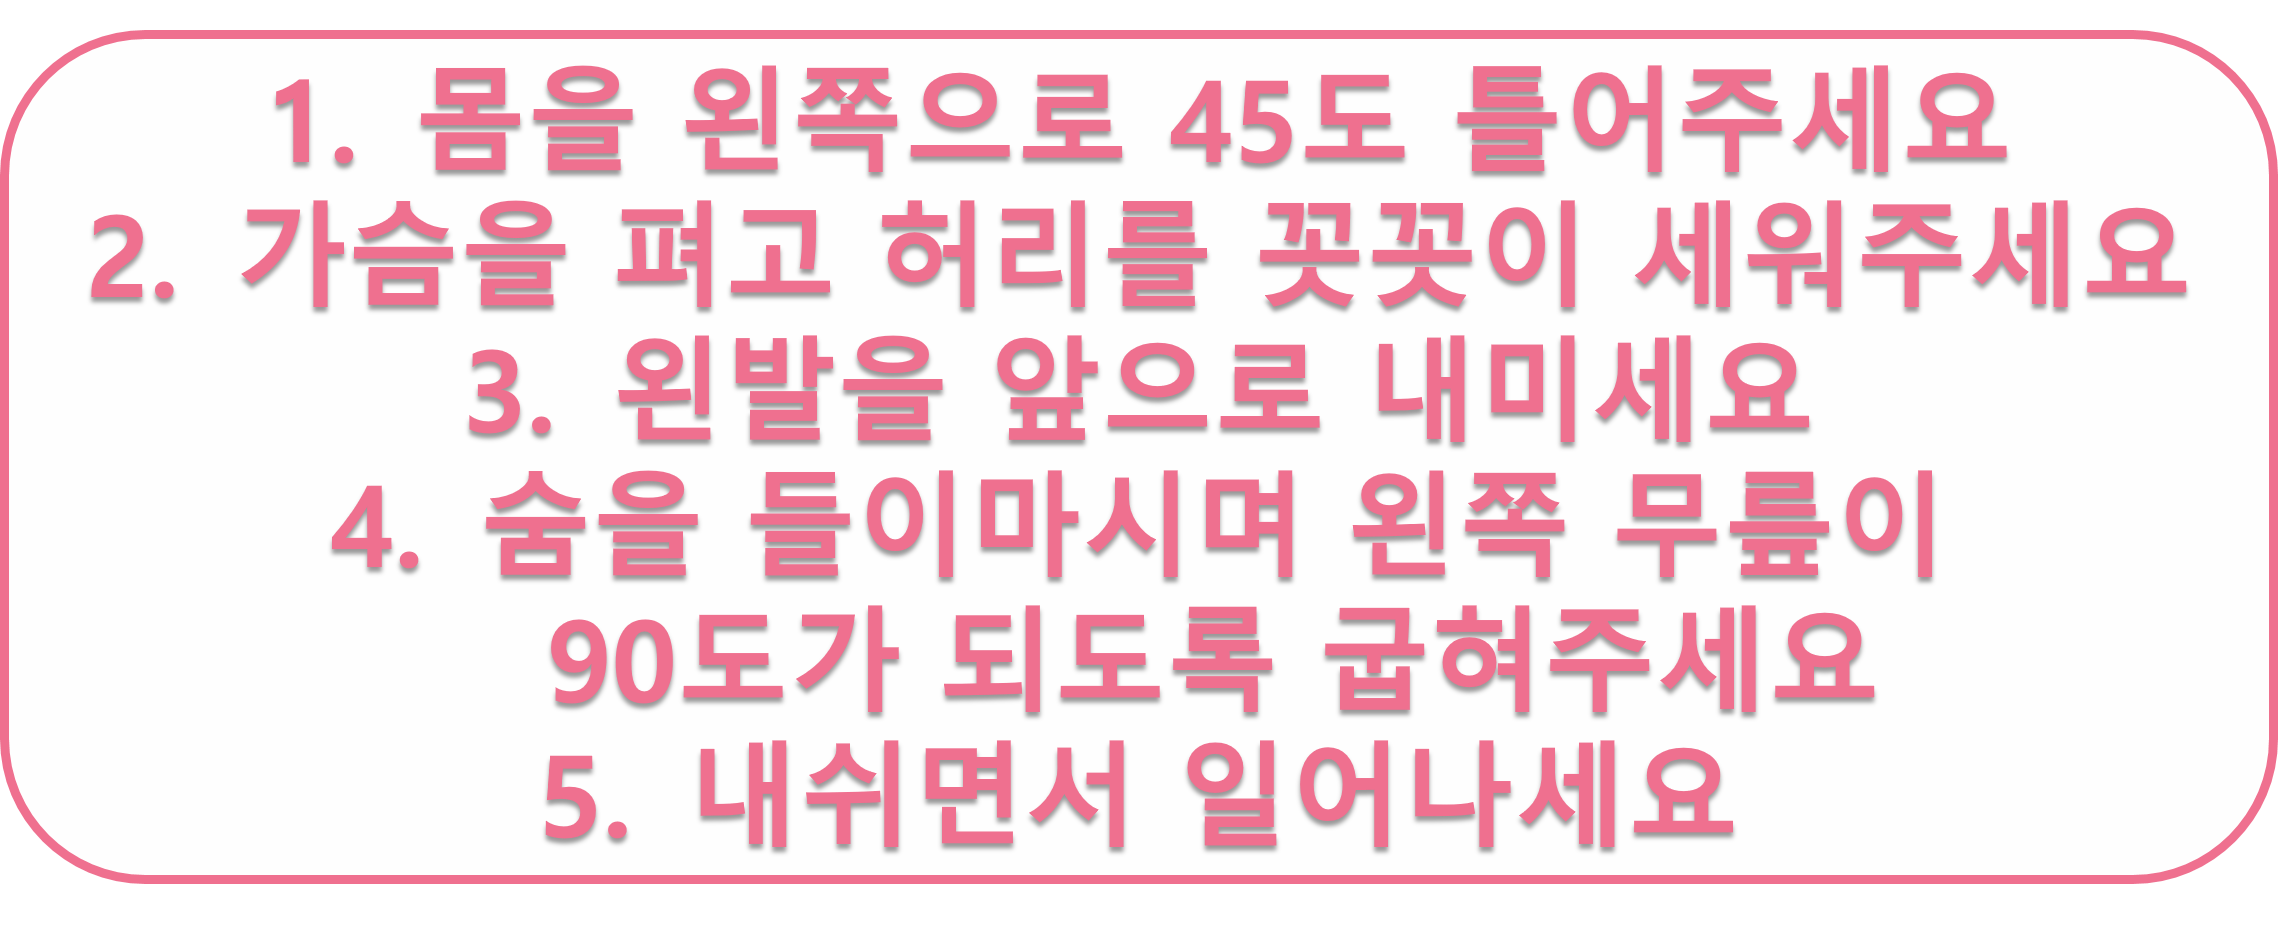 1. 몸을 왼쪽으로 45도 틀어주세요
2. 가슴을 펴고 허리를 꼿꼿이 세워주세요
3. 왼발을 앞으로 내미세요
4. 숨을 들이마시며 왼쪽 무릎이
90도가 되도록 굽혀주세요
5. 내쉬면서 일어나세요